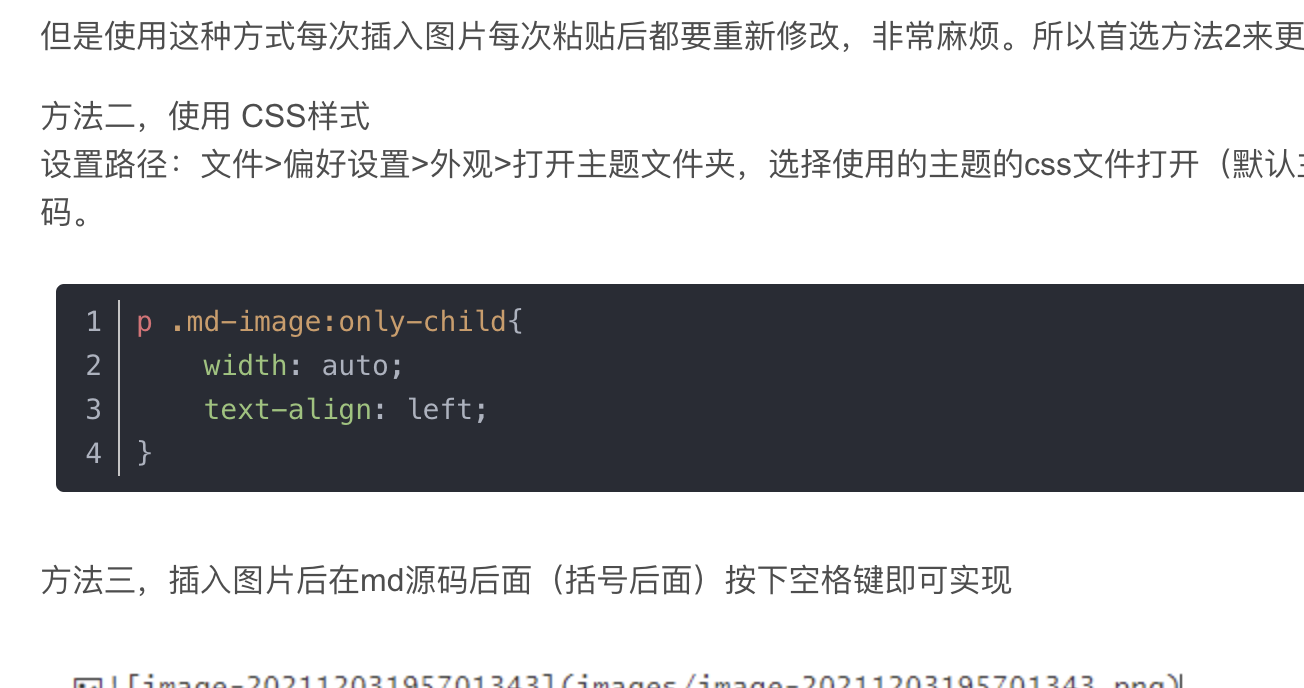 但是使用这种方式每次插入图片每次粘贴后都要重新修改，非常麻烦。所以首选方法2来更
方法二，使用 CSS样式
设置路径：文件>偏好设置>外观>打开主题文件夹，选择使用的主题的css文件打开（默认主
码。
1 p .md-image:only-child{
2     width: auto;
3     text-align: left;
4 }
方法三，插入图片后在md源码后面（括号后面）按下空格键即可实现
![image-20211203195701343](images/image-20211203195701343.png)